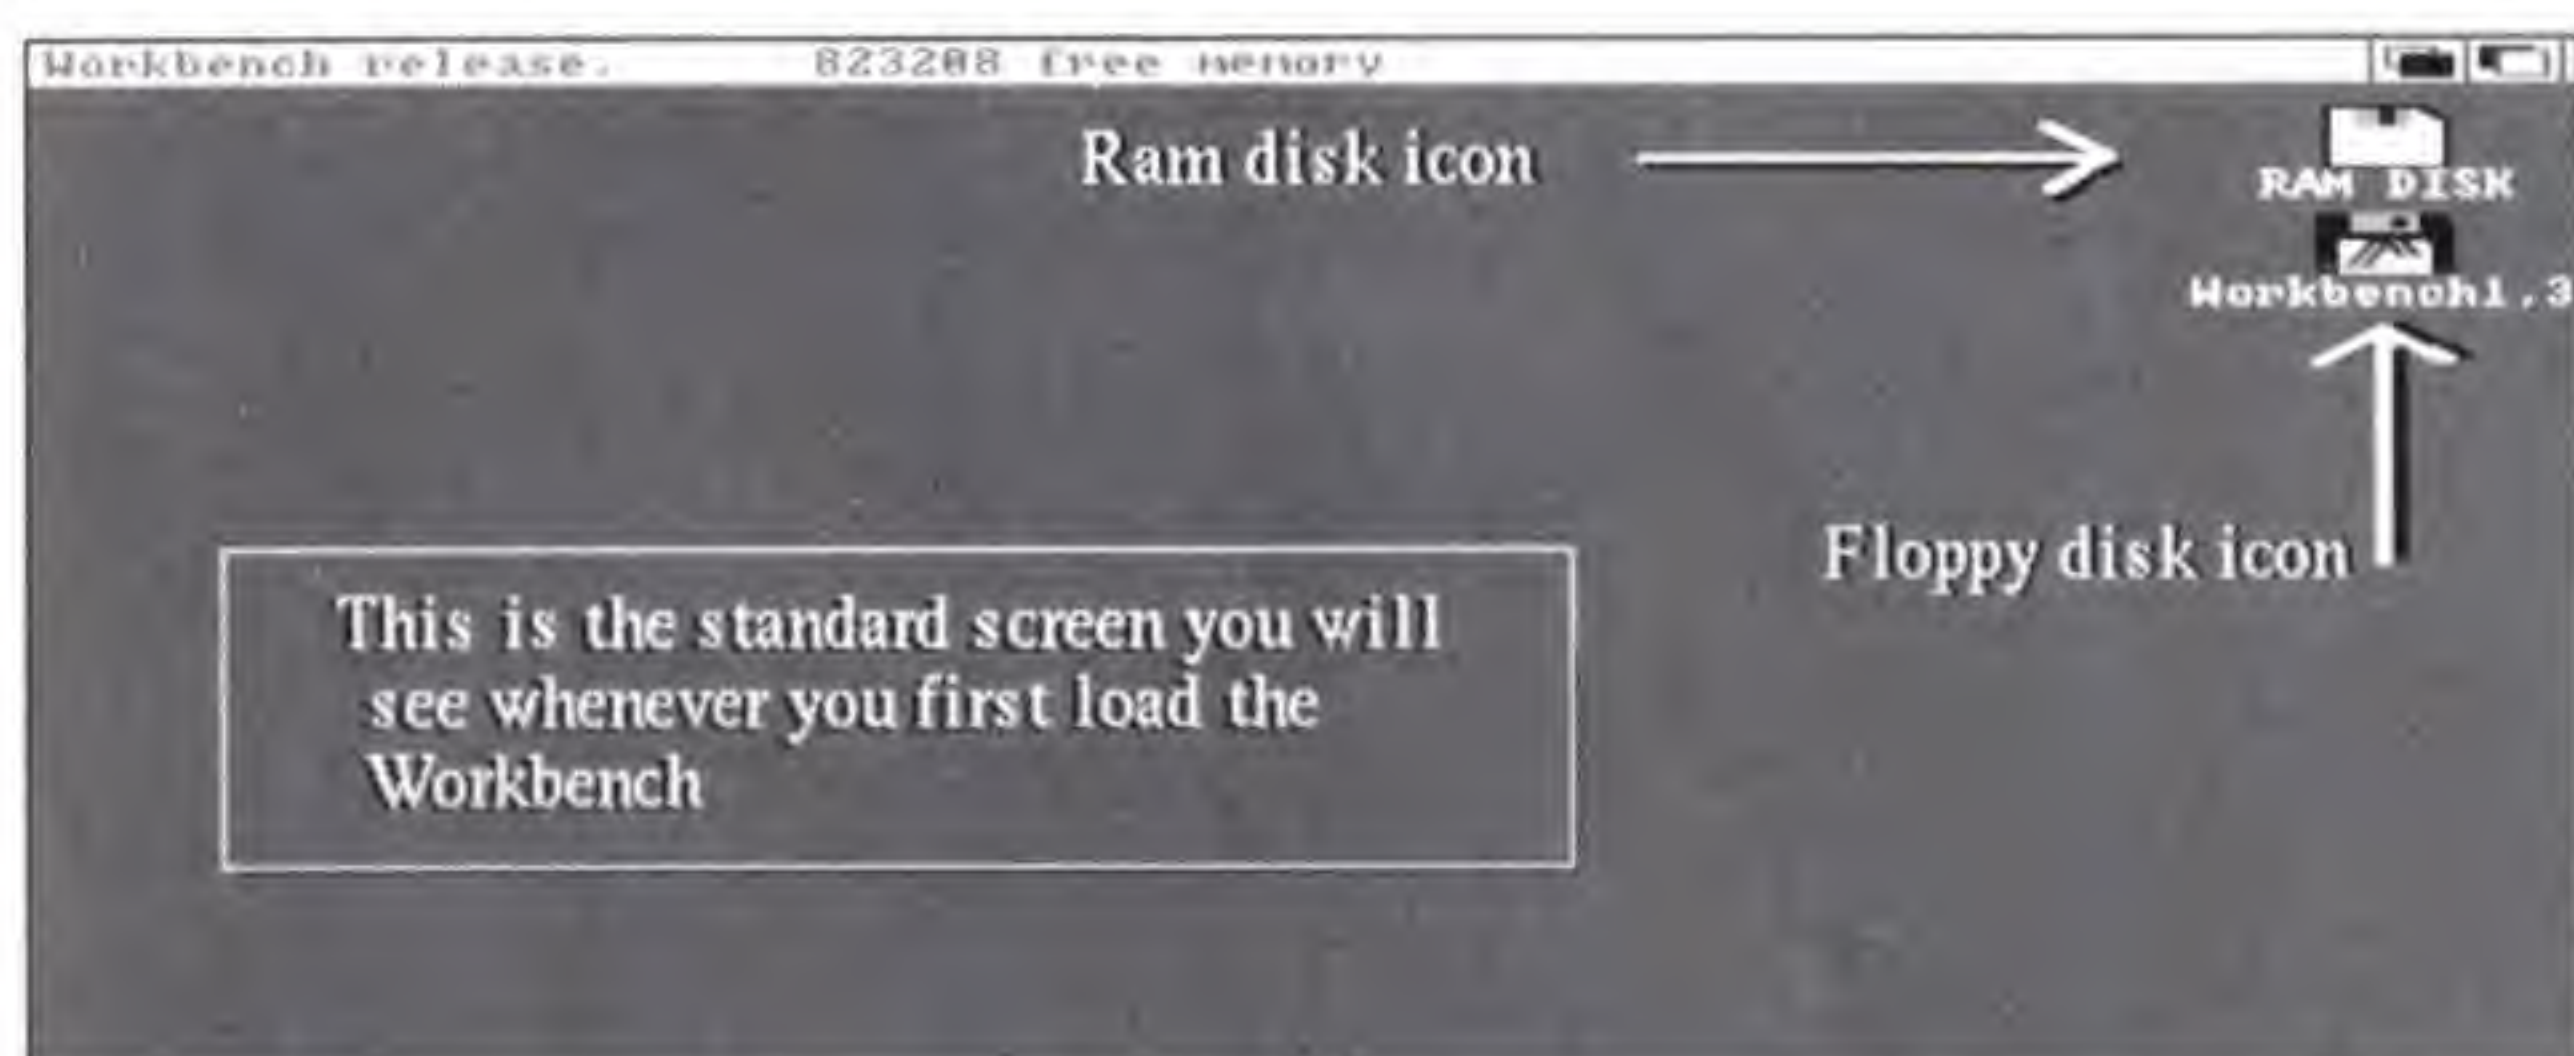 Workbench release. 823208 free memory
Ram disk icon
RAM DISK
Workbench1.3
Floppy disk icon
This is the standard screen you will
see whenever you first load the
Workbench